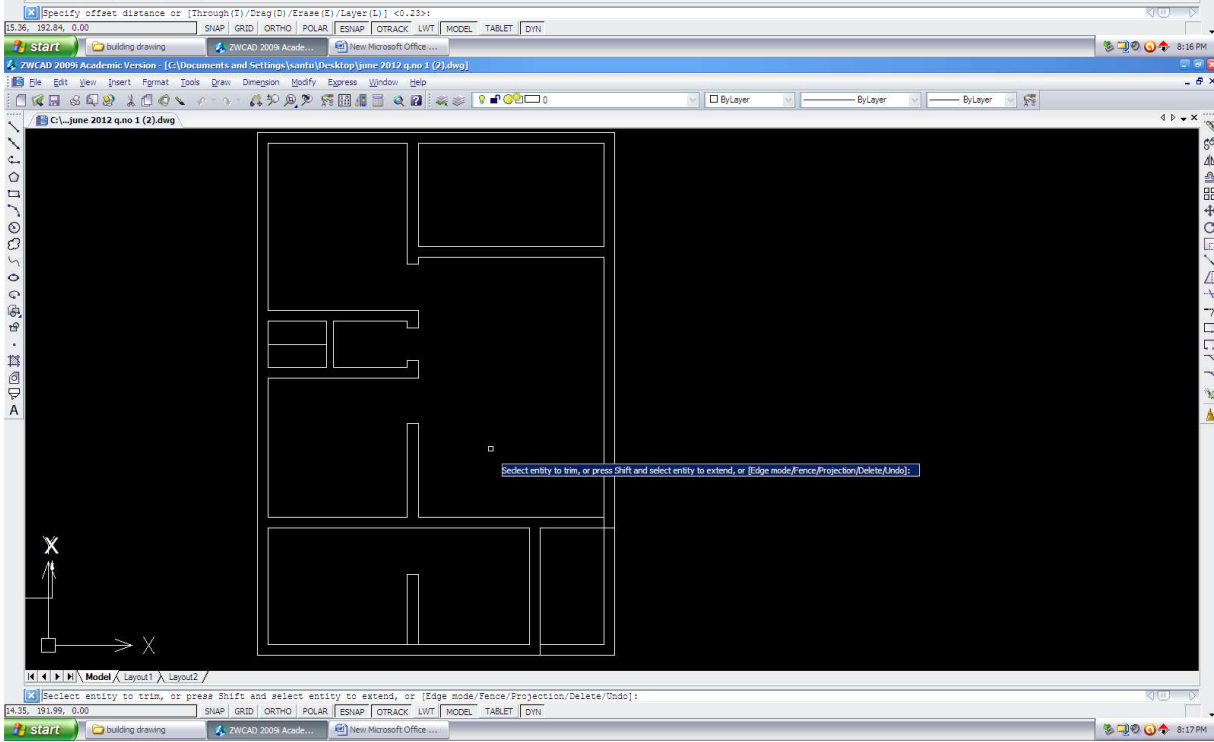 Specify offset distance or [Through(T)/Drag(D)/Erase(E)/Layer(L)] <0.23>:
15.36, 192.84, 0.00 SNAP GRID ORTHO POLAR ESNAP OTRACK LWT MODEL TABLET DYN
start building drawing ZWCAD 2009i Acade... New Microsoft Office ... 8:16 PM
ZWCAD 2009i Academic Version - [C:\Documents and Settings\santu\Desktop\june 2012 q.no 1 (2).dwg]
File Edit View Insert Format Tools Draw Dimension Modify Express Window Help
0 ByLayer ByLayer ByLayer
C:\...june 2012 q.no 1 (2).dwg
A
Seclect entity to trim, or press Shift and select entity to extend, or [Edge mode/Fence/Projection/Delete/Undo]:
X
X
Model Layout1 Layout2
Seclect entity to trim, or press Shift and select entity to extend, or [Edge mode/Fence/Projection/Delete/Undo]:
14.35, 191.99, 0.00 SNAP GRID ORTHO POLAR ESNAP OTRACK LWT MODEL TABLET DYN
start building drawing ZWCAD 2009i Acade... New Microsoft Office ... 8:17 PM